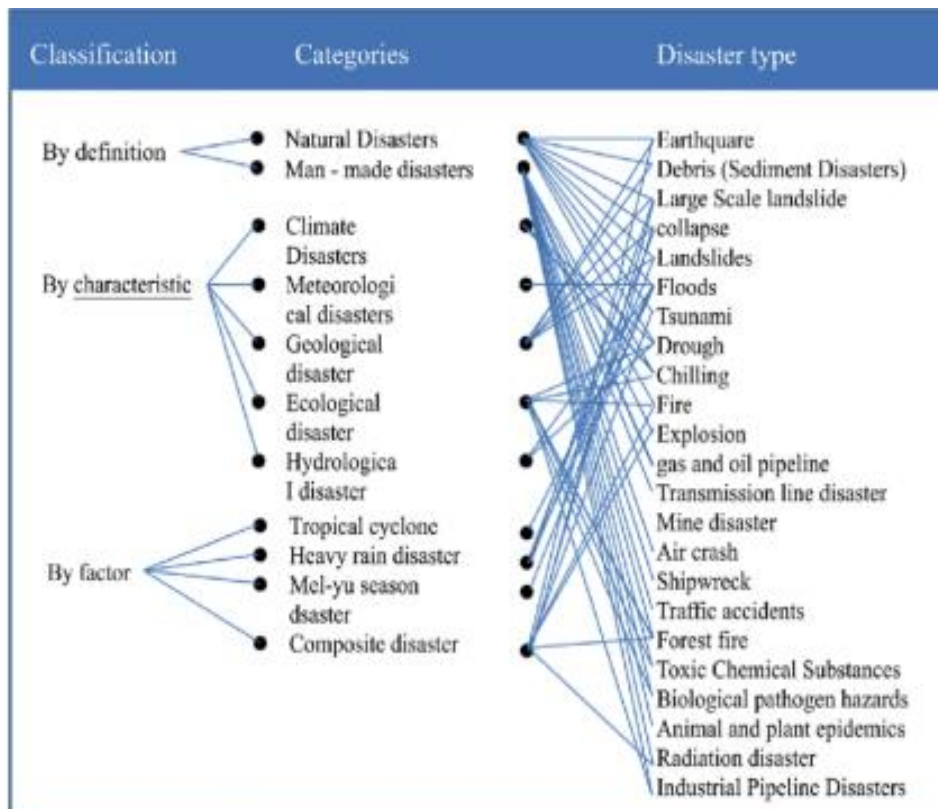 Classification Categories Disaster type
By definition
By characteristic
By factor
Natural Disasters
Man - made disasters
Climate
Disasters
Meteorologi
cal disasters
Geological
disaster
Ecological
disaster
Hydrologica
l disaster
Tropical cyclone
Heavy rain disaster
Mel-yu season
dsaster
Composite disaster
Earthquare
Debris (Sediment Disasters)
Large Scale landslide
collapse
Landslides
Floods
Tsunami
Drough
Chilling
Fire
Explosion
gas and oil pipeline
Transmission line disaster
Mine disaster
Air crash
Shipwreck
Traffic accidents
Forest fire
Toxic Chemical Substances
Biological pathogen hazards
Animal and plant epidemics
Radiation disaster
Industrial Pipeline Disasters